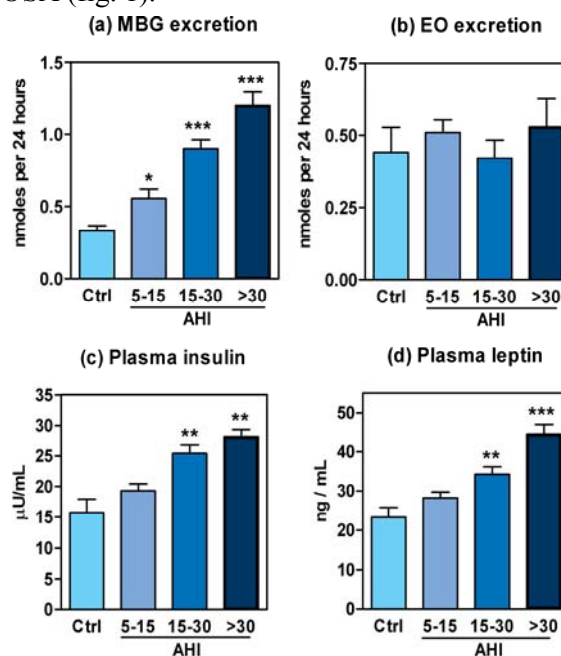 OSA (fig. 1).
(a) MBG excretion
nmoles per 24 hours
1.5
1.0
0.5
0.0
*
***
***
Ctrl 5-15 15-30 >30
AHI
(b) EO excretion
nmoles per 24 hours
0.75
0.50
0.25
0.00
Ctrl 5-15 15-30 >30
AHI
(c) Plasma insulin
μU/mL
35
30
25
20
15
10
5
0
**
**
Ctrl 5-15 15-30 >30
AHI
(d) Plasma leptin
ng / mL
50
40
30
20
10
0
**
***
Ctrl 5-15 15-30 >30
AHI